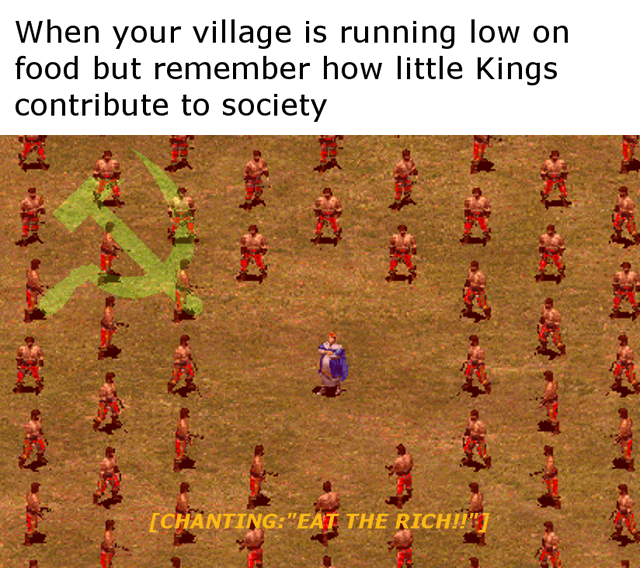 When your village is running low on
food but remember how little Kings
contribute to society
[CHANTING:"EAT THE RICH!!"]